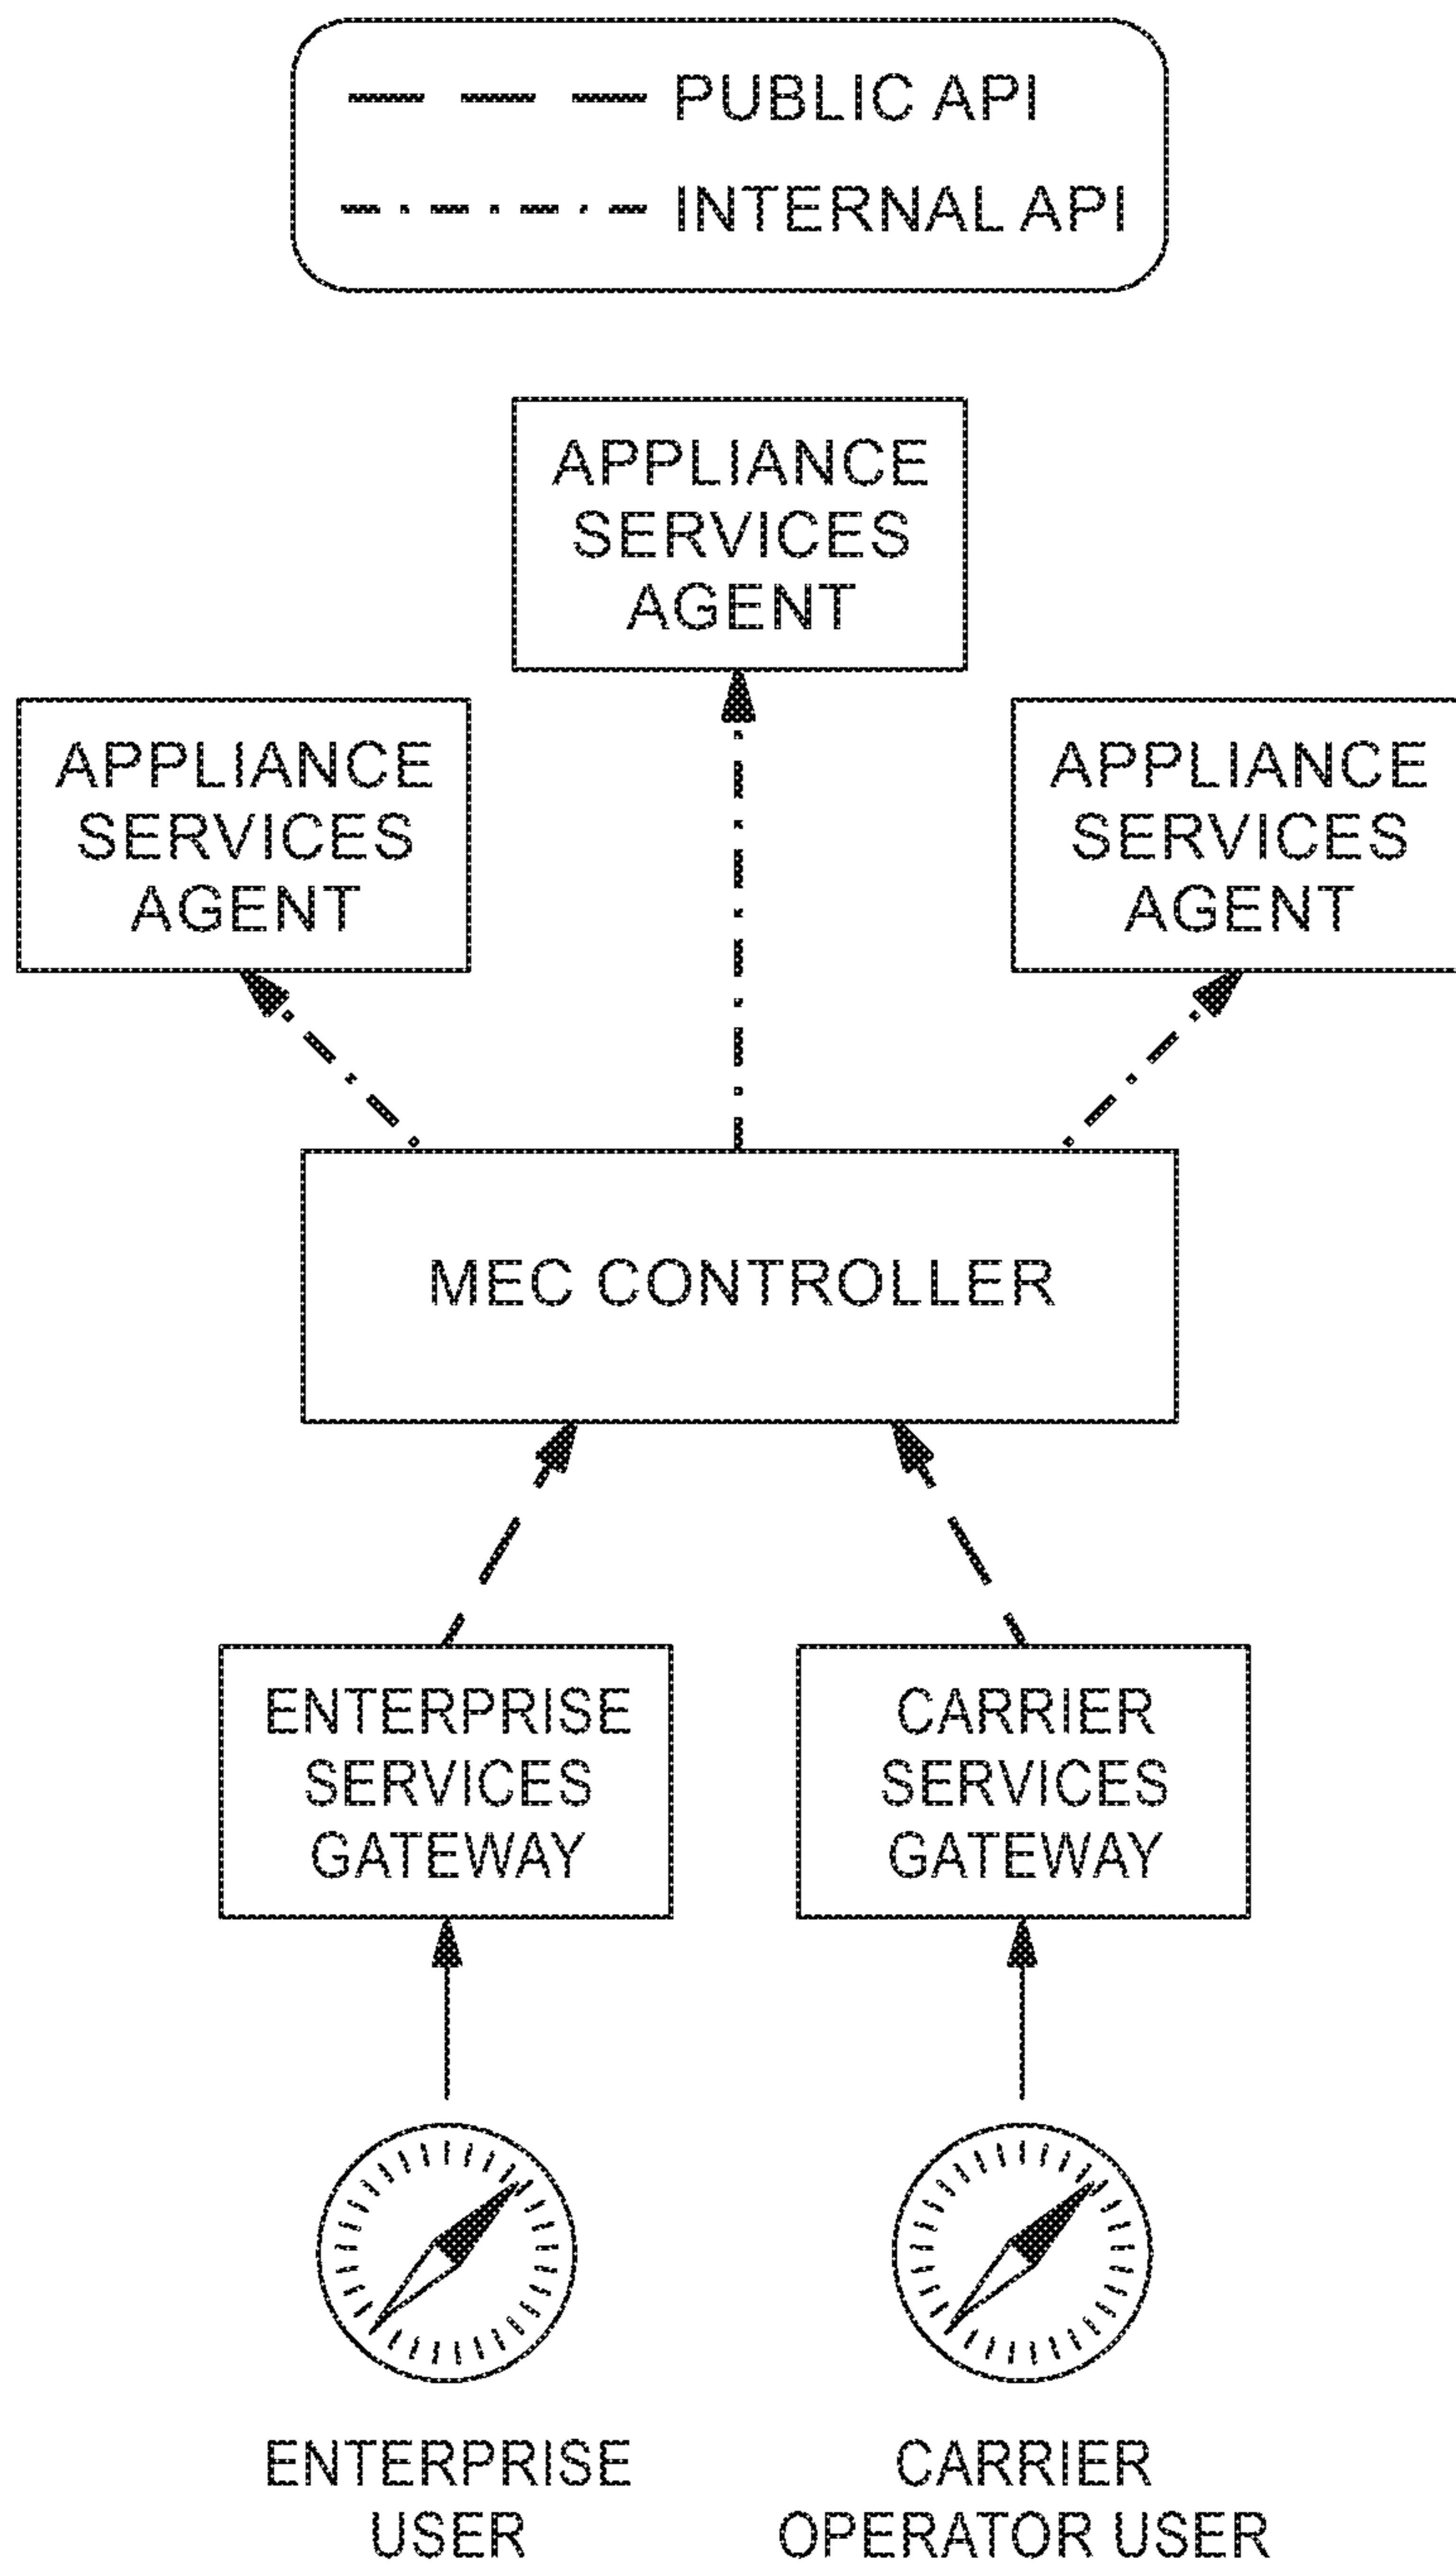 PUBLIC API
INTERNAL API
APPLIANCE
SERVICES
AGENT
APPLIANCE
SERVICES
AGENT
APPLIANCE
SERVICES
AGENT
MEC CONTROLLER
ENTERPRISE
SERVICES
GATEWAY
CARRIER
SERVICES
GATEWAY
ENTERPRISE
USER
CARRIER
OPERATOR USER